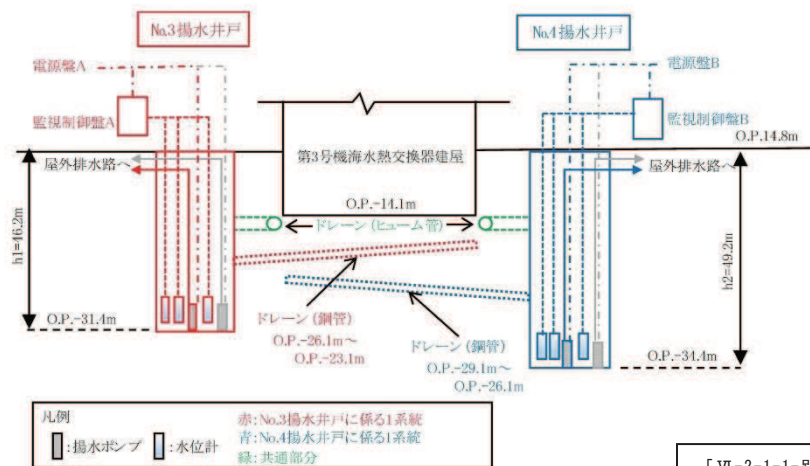 No.3揚水井戸
No.4揚水井戸
電源盤A
電源盤B
監視制御盤A
監視制御盤B
O.P.14.8m
第3号機海水熱交換器建屋
屋外排水路へ
屋外排水路へ
O.P.-14.1m
ドレーン(ヒューム管)
h1=46.2m
h2=49.2m
O.P.-31.4m
ドレーン(鋼管)
O.P.-26.1m~
O.P.-23.1m
ドレーン(鋼管)
O.P.-29.1m~
O.P.-26.1m
O.P.-34.4m
凡例
:揚水ポンプ
:水位計
赤:No.3揚水井戸に係る1系統
青:No.4揚水井戸に係る1系統
緑:共通部分